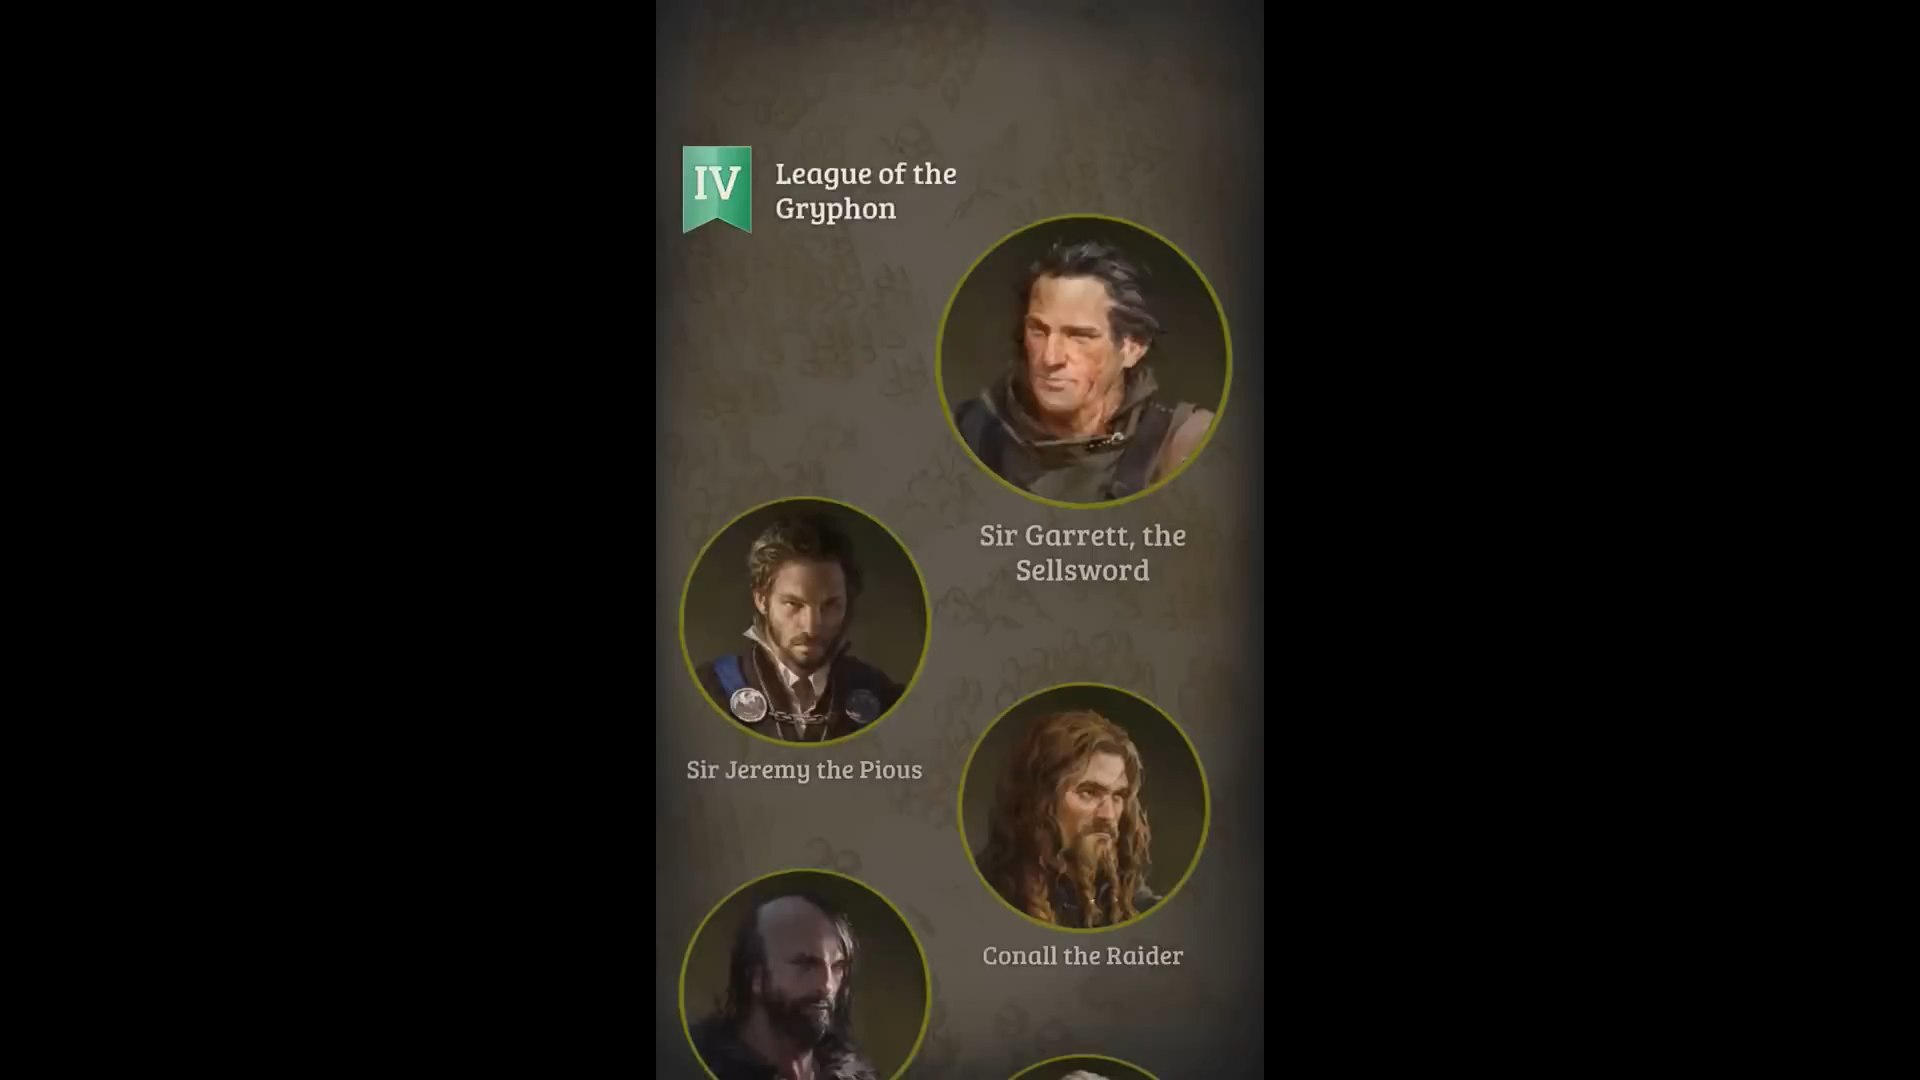 IV
League of the
Gryphon
Sir Garrett, the
Sellsword
Sir Jeremy the Pious
Conall the Raider